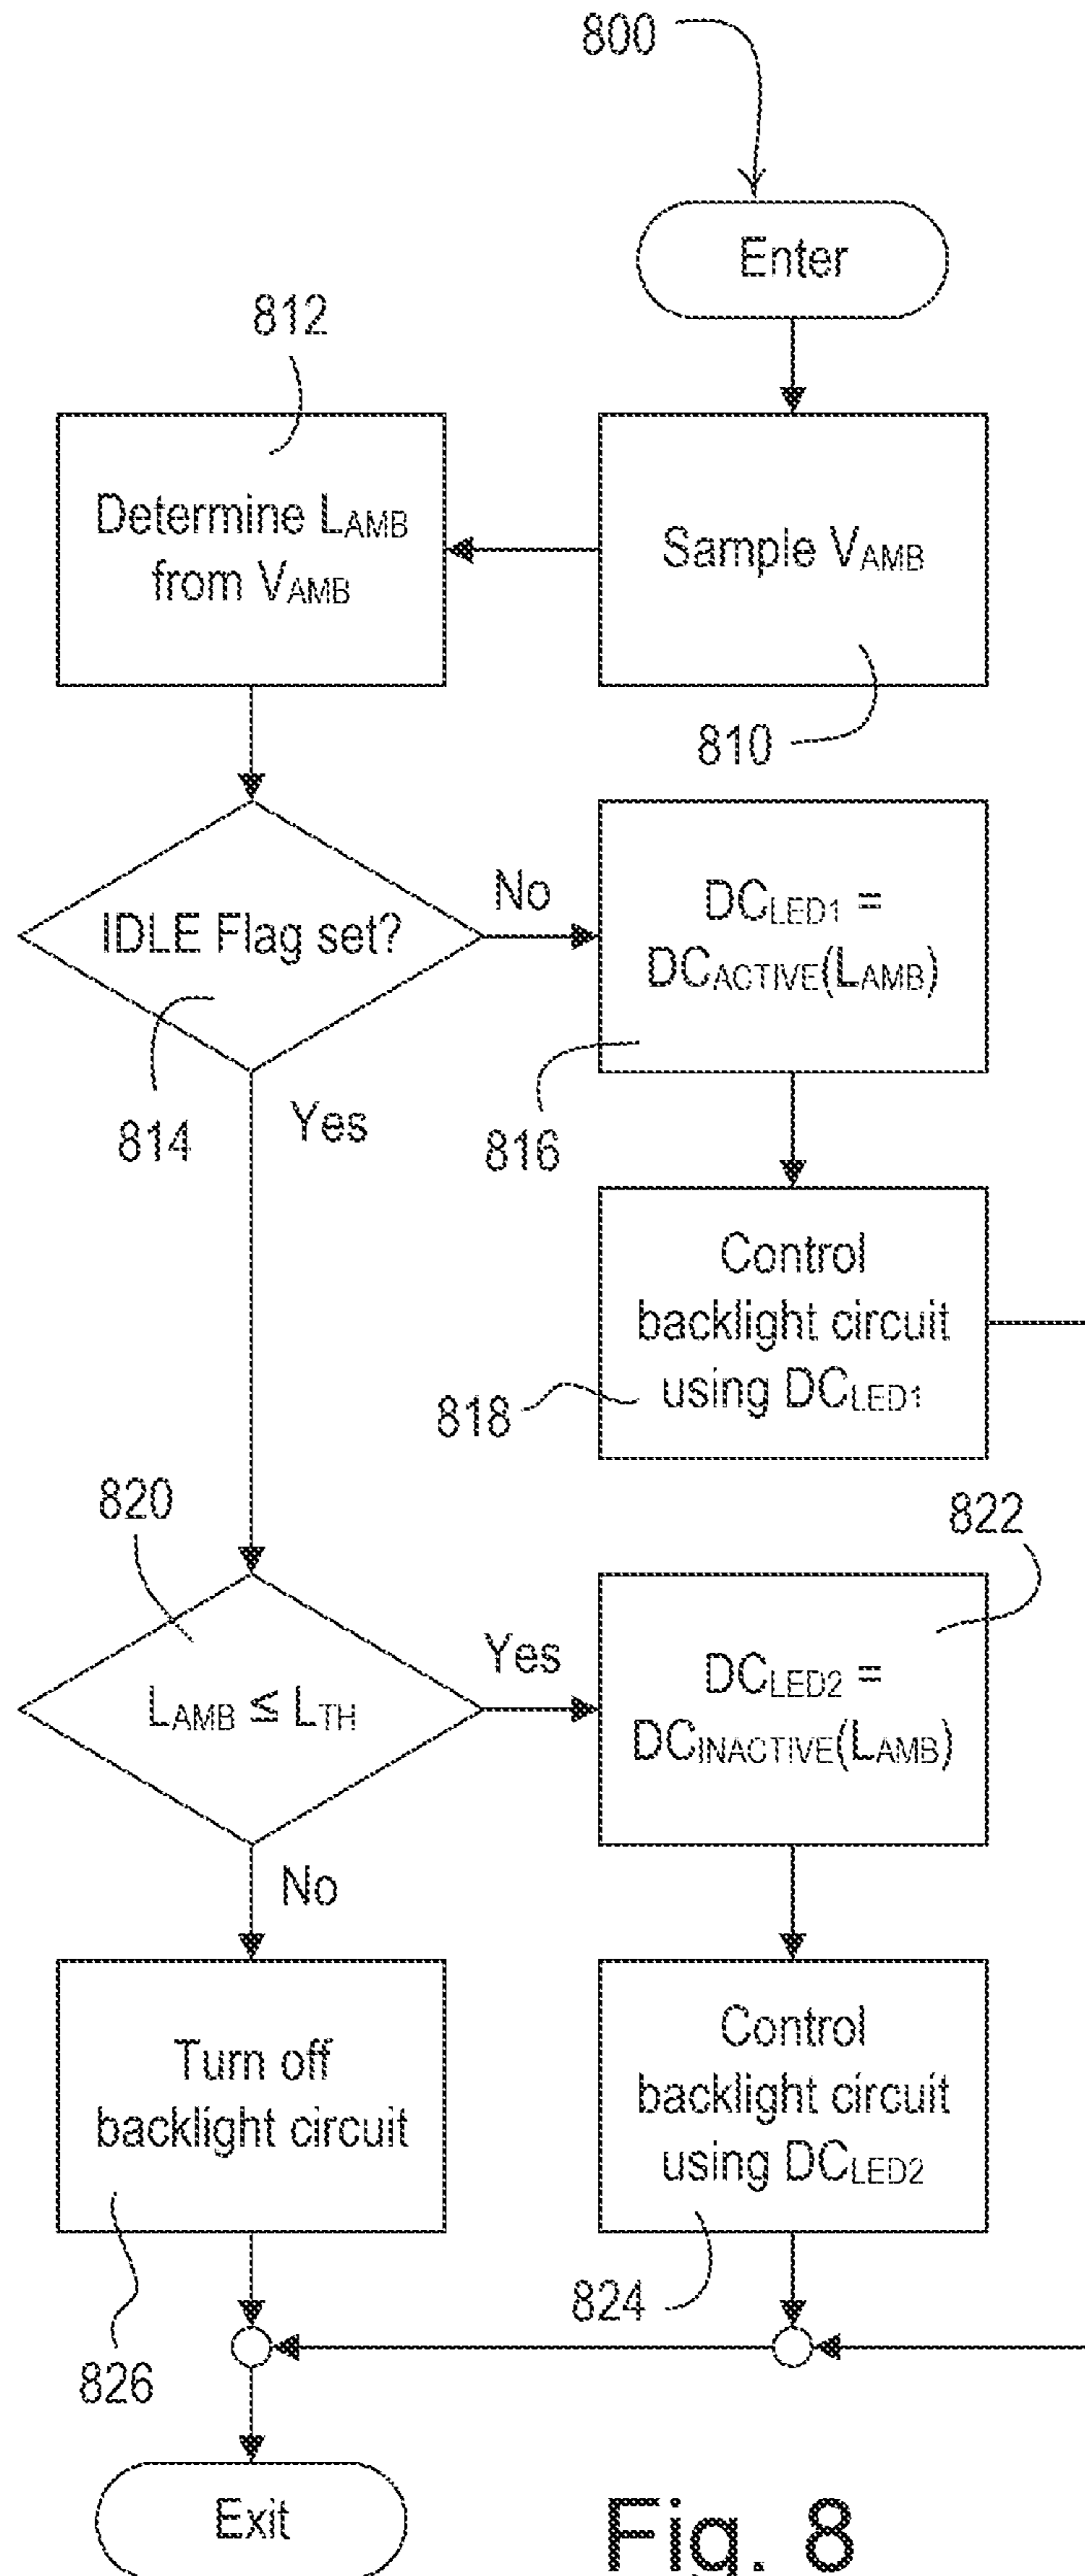 800
Enter
812
Determine LAMB
from VAMB
Sample VAMB
810
IDLE Flag set?
No
DCLED1 =
DCACTIVE(LAMB)
814
Yes
816
Control
backlight circuit
using DCLED1
818
820
822
LAMB ≤ LTH
Yes
DCLED2 =
DCINACTIVE(LAMB)
No
Turn off
backlight circuit
Control
backlight circuit
using DCLED2
824
826
Exit
Fig. 8